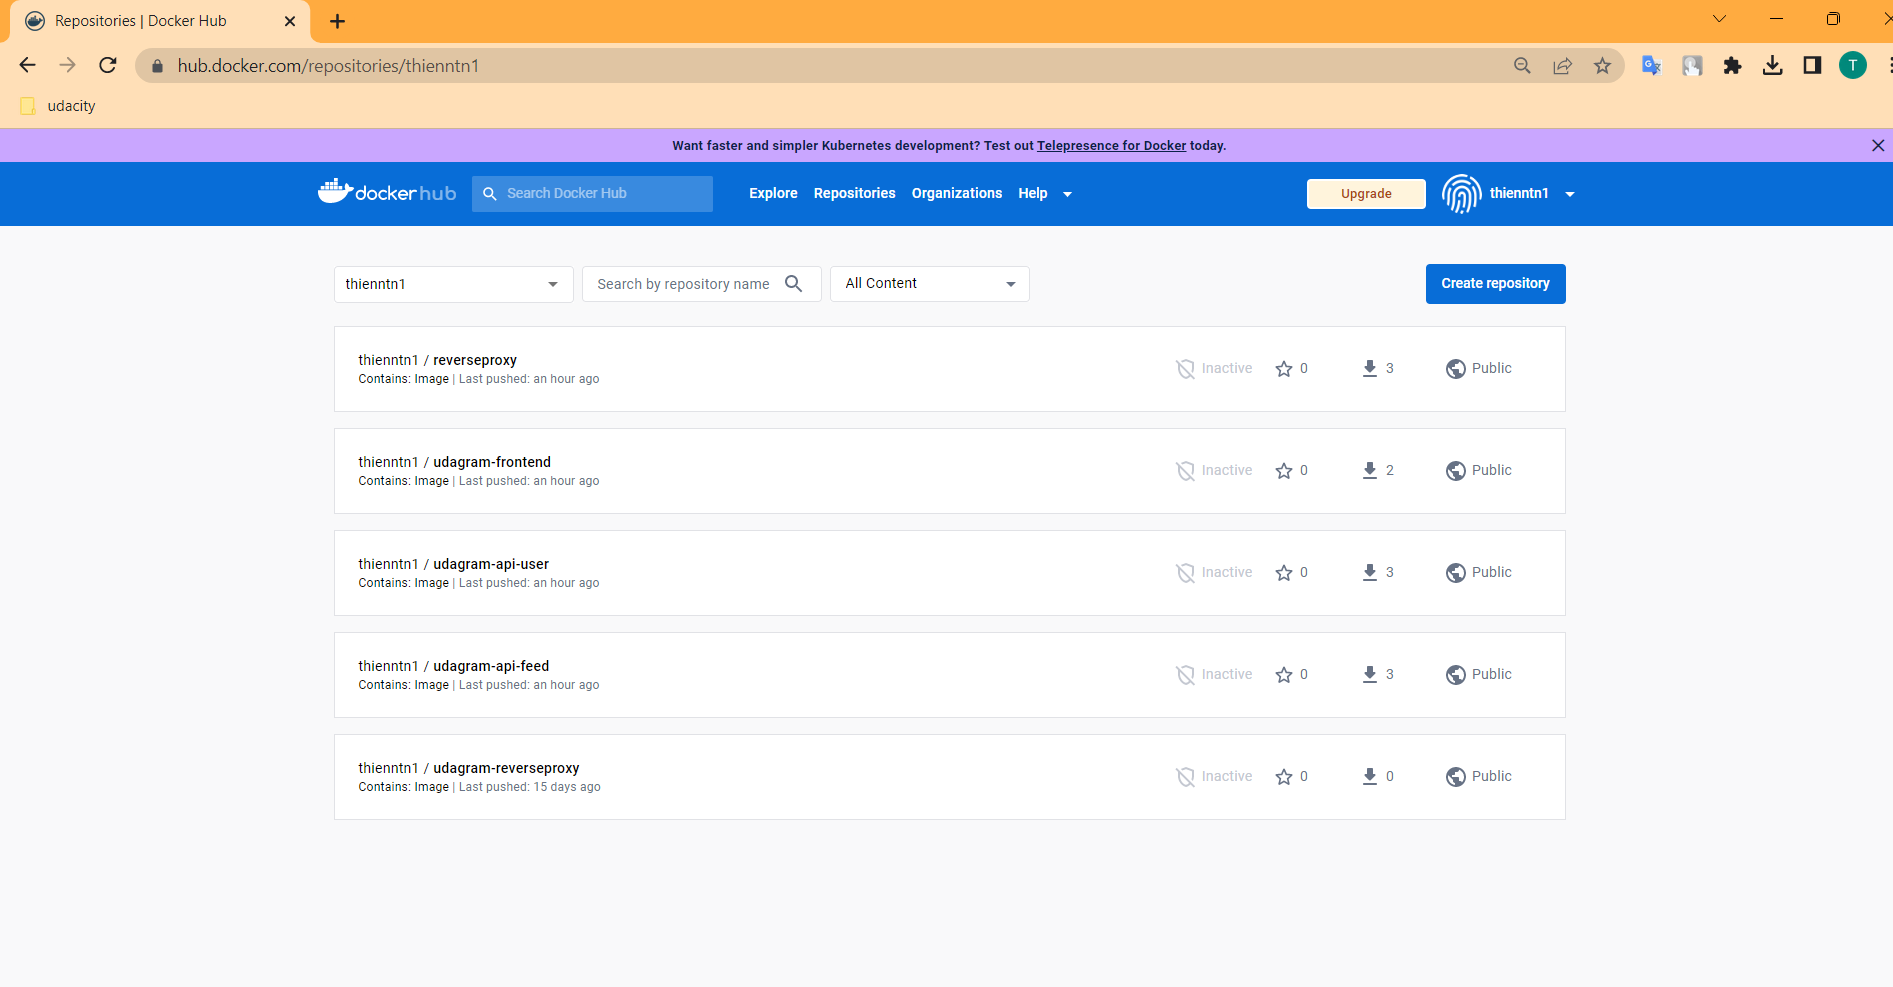 Repositories | Docker Hub
hub.docker.com/repositories/thienntn1
T
udacity
Want faster and simpler Kubernetes development? Test out Telepresence for Docker today.
dockerhub
Search Docker Hub
Explore
Repositories
Organizations
Help
Upgrade
thienntn1
thienntn1
Search by repository name
All Content
Create repository
thienntn1 / reverseproxy
Contains: Image | Last pushed: an hour ago
Inactive
0
3
Public
thienntn1 / udagram-frontend
Contains: Image | Last pushed: an hour ago
Inactive
0
2
Public
thienntn1 / udagram-api-user
Contains: Image | Last pushed: an hour ago
Inactive
0
3
Public
thienntn1 / udagram-api-feed
Contains: Image | Last pushed: an hour ago
Inactive
0
3
Public
thienntn1 / udagram-reverseproxy
Contains: Image | Last pushed: 15 days ago
Inactive
0
0
Public